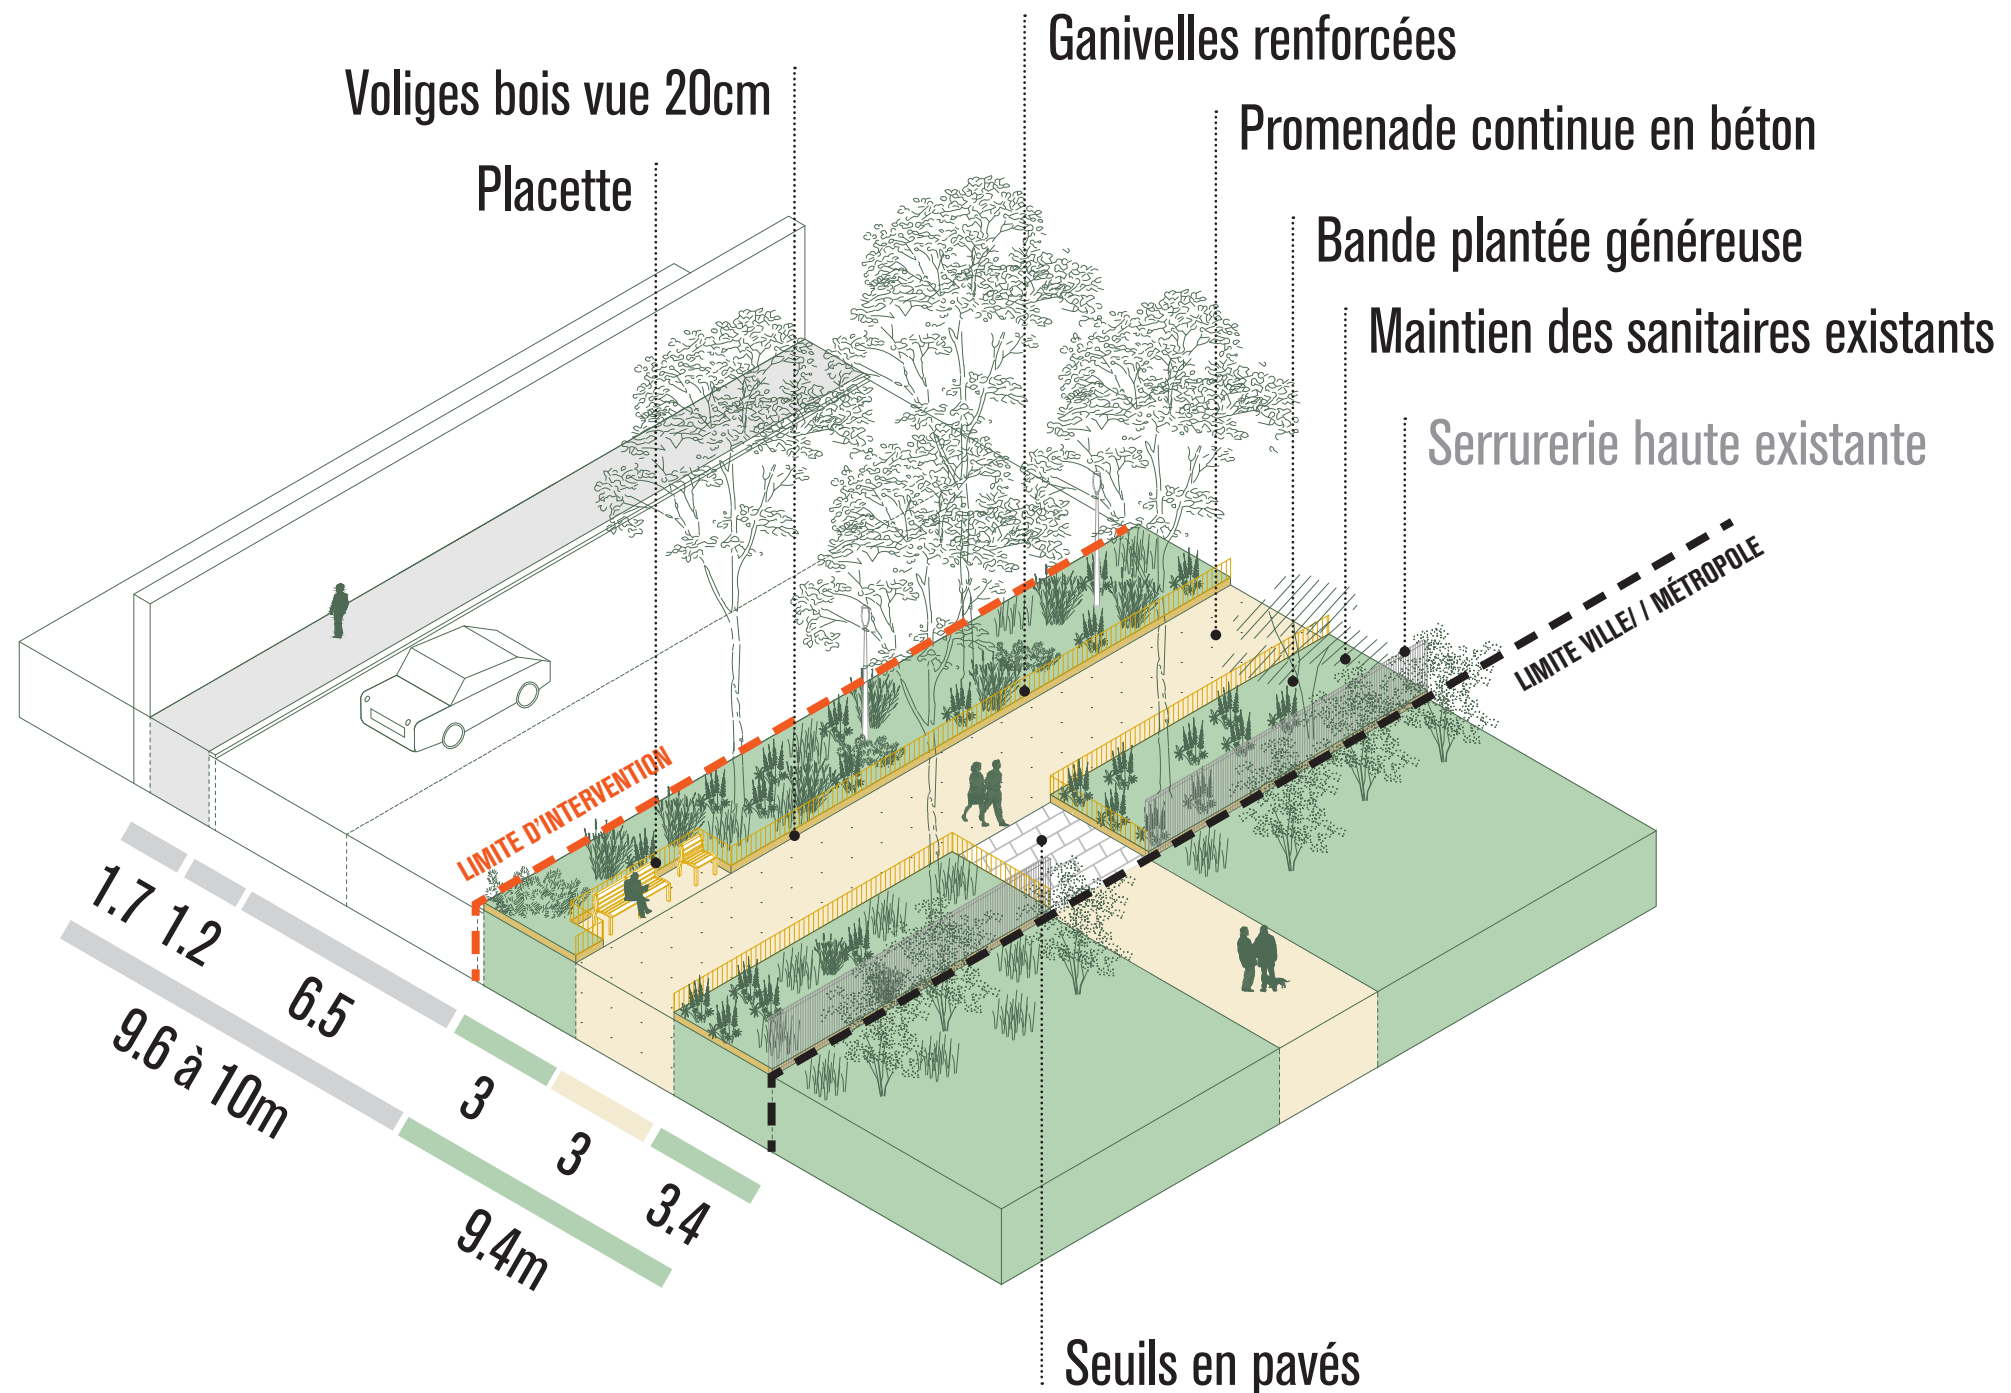 Ganivelles renforcées
Voliges bois vue 20cm
Promenade continue en béton
Placette
Bande plantée généreuse
Maintien des sanitaires existants
Serrurerie haute existante
LIMITE VILLE/ / MÉTROPOLE
LIMITE D'INTERVENTION
1.7 1.2
6.5
3
3
3.4
9.6 à 10m
9.4m
Seuils en pavés